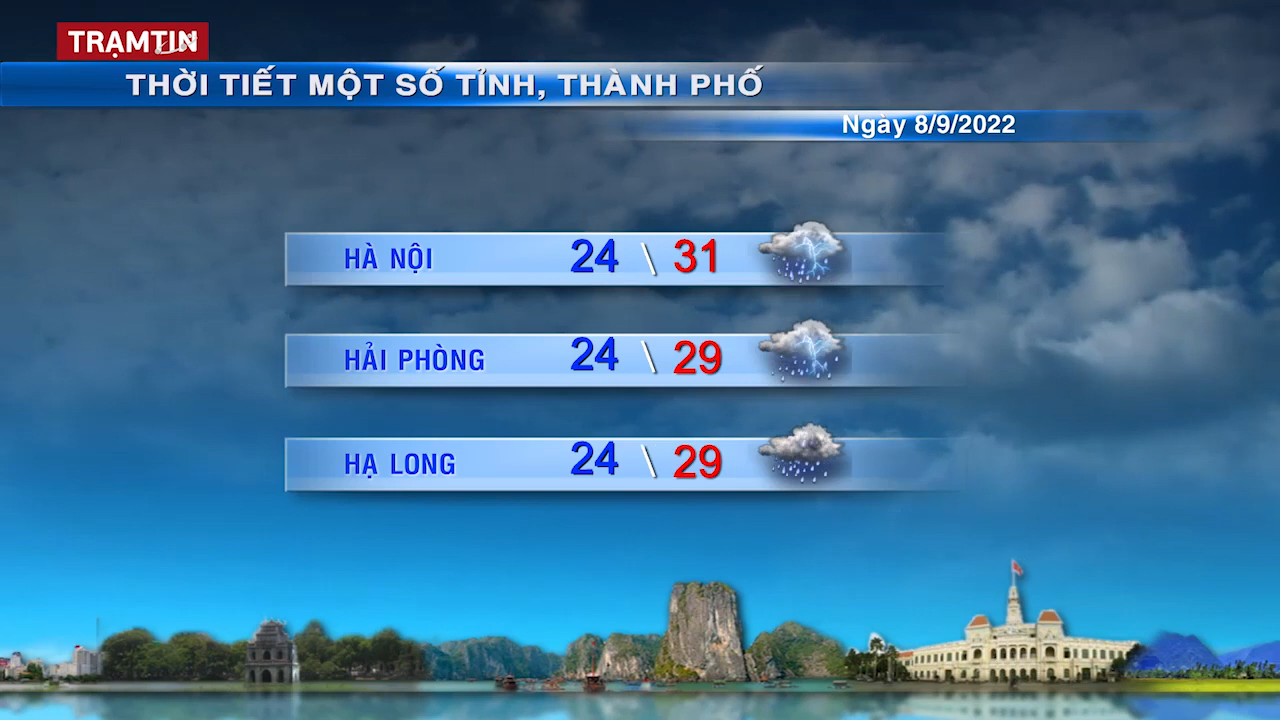 TRẠMTIN
THỜI TIẾT MỘT SỐ TỈNH, THÀNH PHỐ
Ngày 8/9/2022
HÀ NỘI 24 \ 31
HẢI PHÒNG 24 \ 29
HẠ LONG 24 \ 29